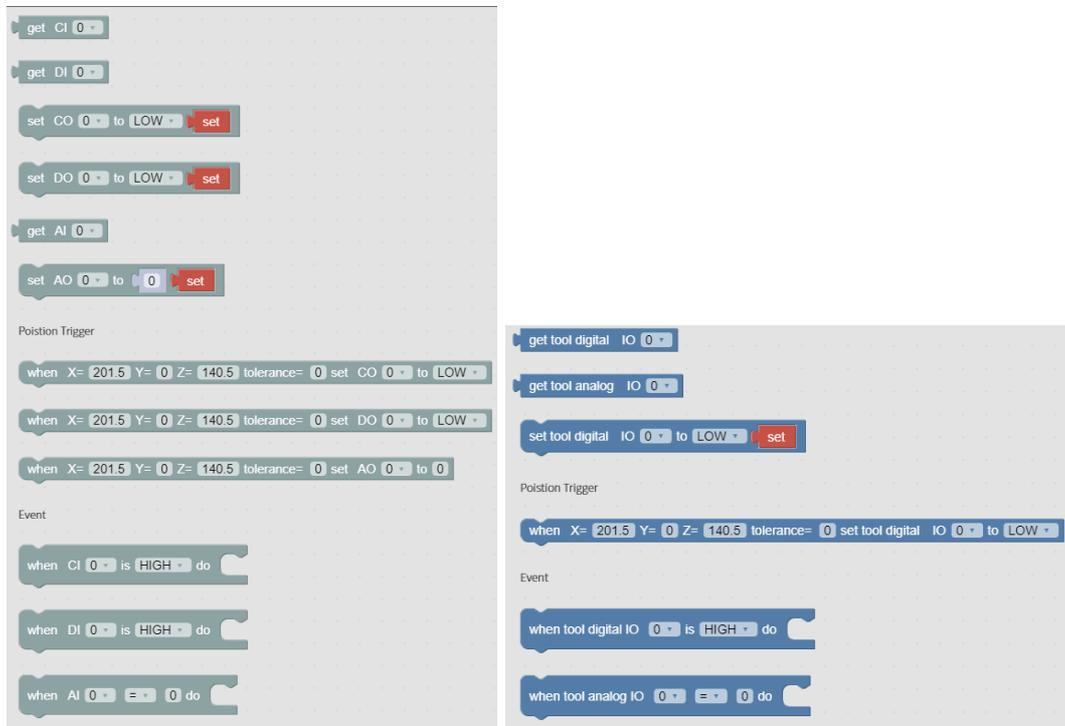 get CI 0
get DI 0
set CO 0 to LOW set
set DO 0 to LOW set
get AI 0
set AO 0 to 0 set
Poistion Trigger
when X= 201.5 Y= 0 Z= 140.5 tolerance= 0 set CO 0 to LOW
when X= 201.5 Y= 0 Z= 140.5 tolerance= 0 set DO 0 to LOW
when X= 201.5 Y= 0 Z= 140.5 tolerance= 0 set AO 0 to 0
Event
when CI 0 is HIGH do
when DI 0 is HIGH do
when AI 0 = 0 do
get tool digital IO 0
get tool analog IO 0
set tool digital IO 0 to LOW set
Poistion Trigger
when X= 201.5 Y= 0 Z= 140.5 tolerance= 0 set tool digital IO 0 to LOW
Event
when tool digital IO 0 is HIGH do
when tool analog IO 0 = 0 do